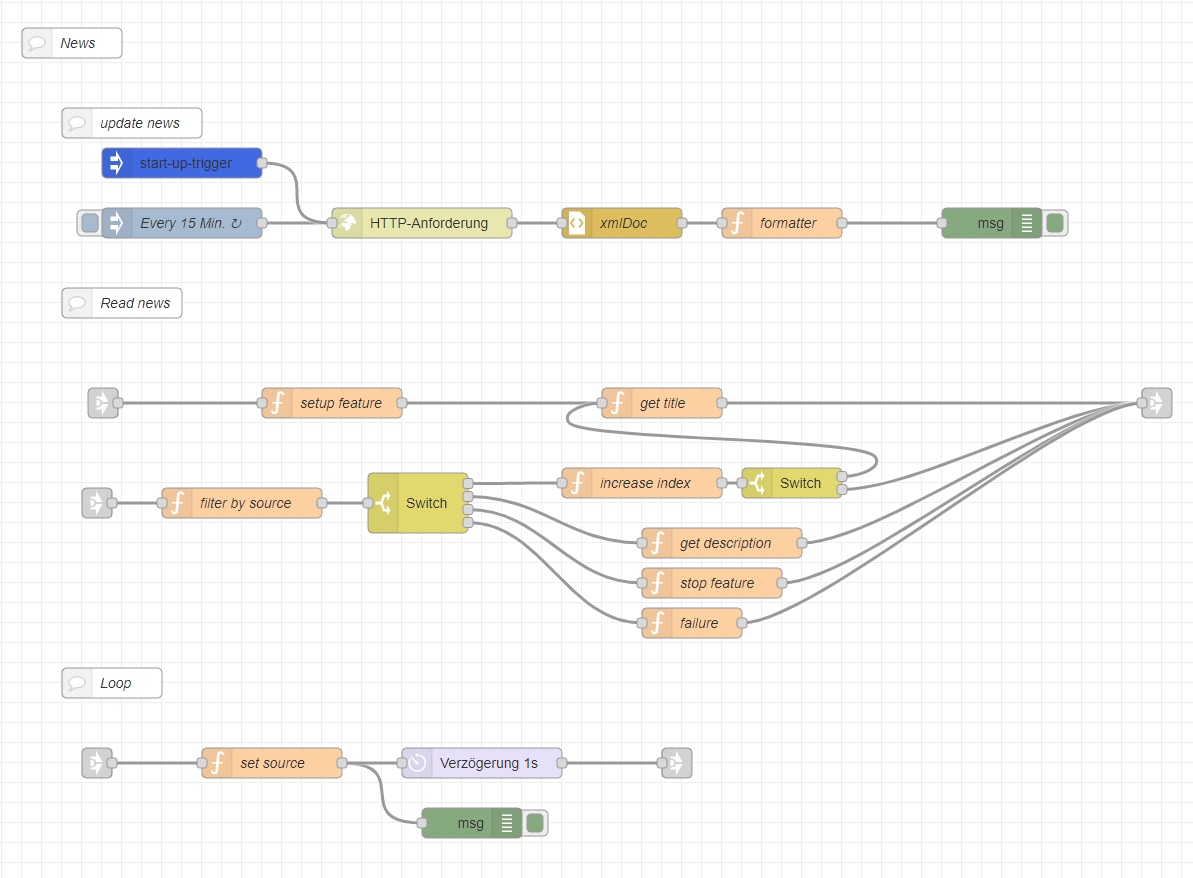 News
update news
start-up-trigger
Every 15 Min. ↻
HTTP-Anforderung
xmlDoc
formatter
msg
Read news
setup feature
get title
filter by source
Switch
increase index
Switch
get description
stop feature
failure
Loop
set source
Verzögerung 1s
msg